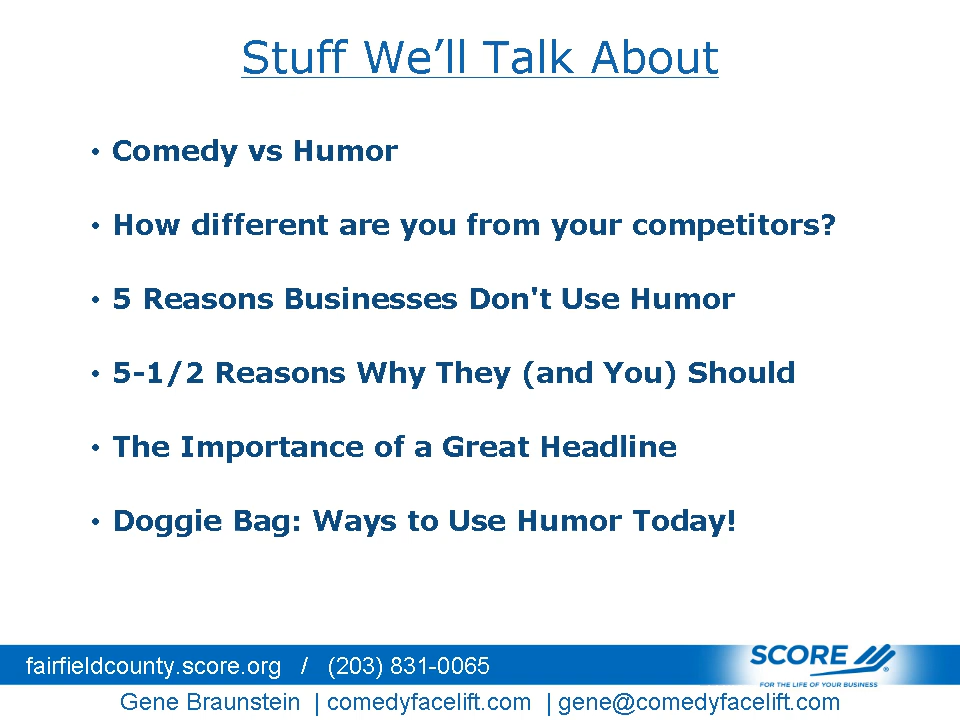 Stuff We’ll Talk About
• Comedy vs Humor
• How different are you from your competitors?
• 5 Reasons Businesses Don't Use Humor
• 5-1/2 Reasons Why They (and You) Should
• The Importance of a Great Headline
• Doggie Bag: Ways to Use Humor Today!
fairfieldcounty.score.org / (203) 831-0065
SCORE ®
FOR THE LIFE OF YOUR BUSINESS
Gene Braunstein | comedyfacelift.com | gene@comedyfacelift.com